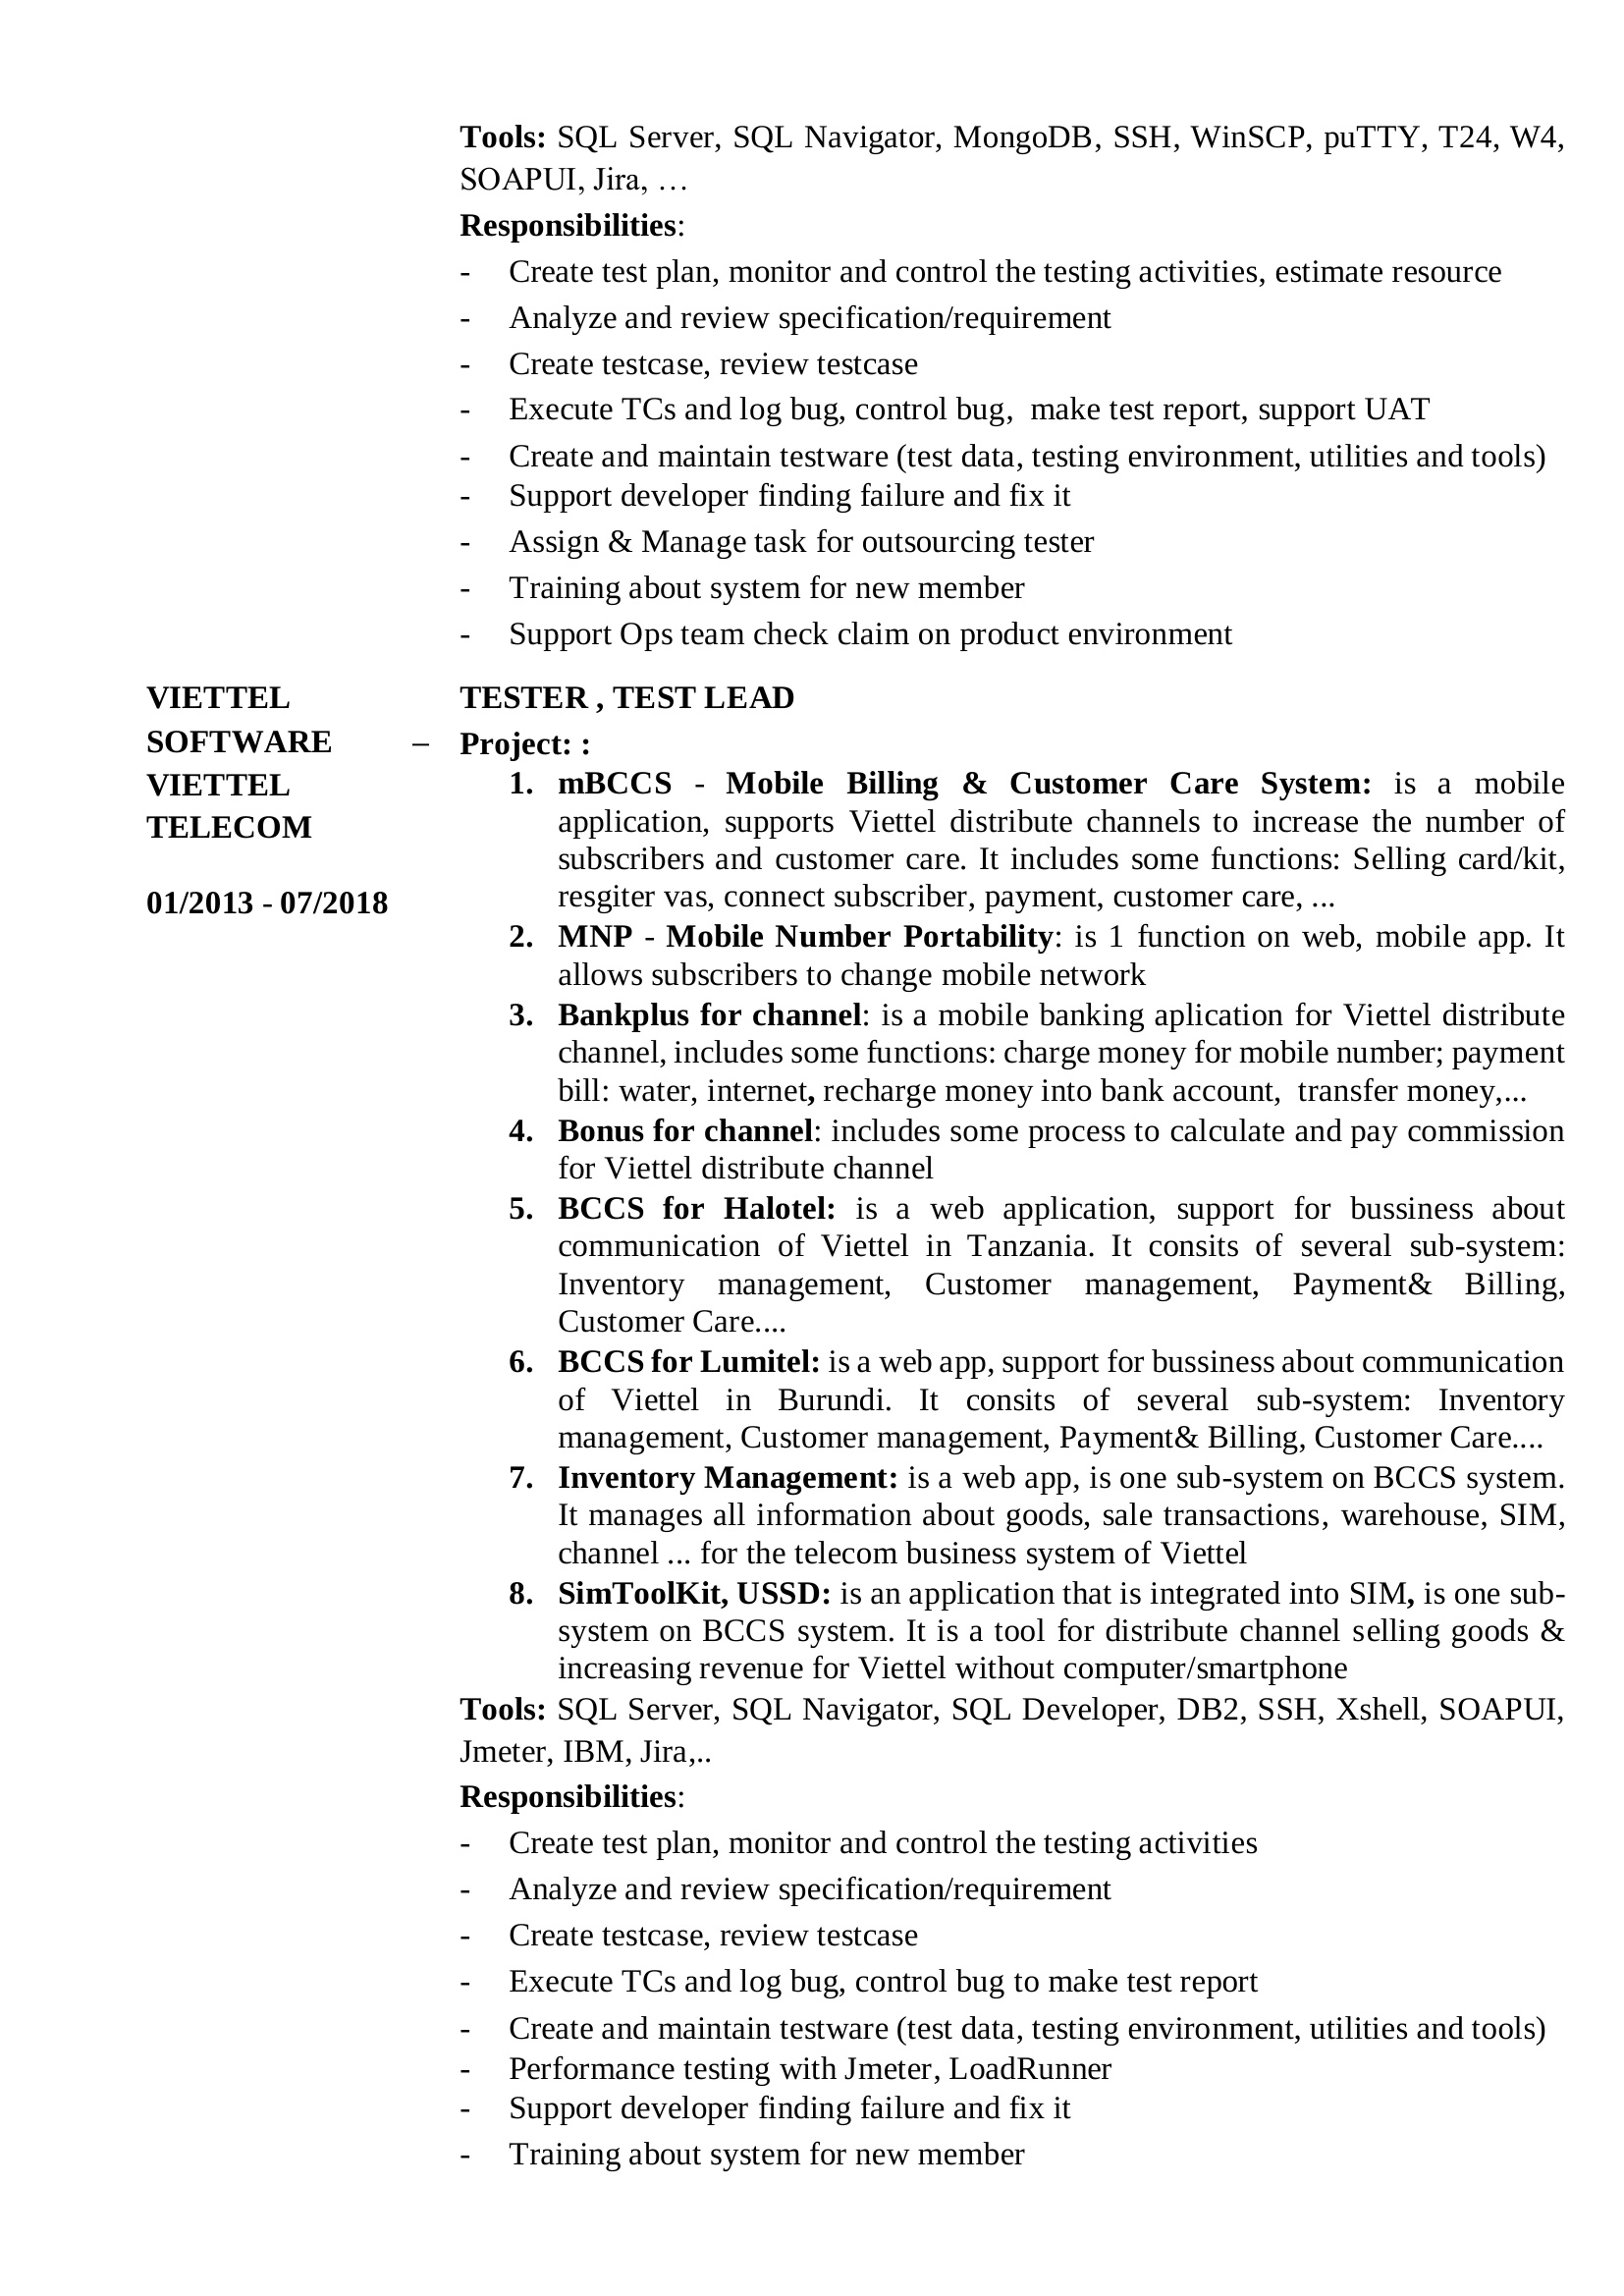 Tools: SQL Server, SQL Navigator, MongoDB, SSH, WinSCP, puTTY, T24, W4,
SOAPUI, Jira, …
Responsibilities:
- Create test plan, monitor and control the testing activities, estimate resource
- Analyze and review specification/requirement
- Create testcase, review testcase
- Execute TCs and log bug, control bug,  make test report, support UAT
- Create and maintain testware (test data, testing environment, utilities and tools)
- Support developer finding failure and fix it
- Assign & Manage task for outsourcing tester
- Training about system for new member
- Support Ops team check claim on product environment
VIETTEL
SOFTWARE –
VIETTEL
TELECOM
01/2013 - 07/2018
TESTER , TEST LEAD
Project: :
1. mBCCS - Mobile Billing & Customer Care System: is a mobile
application, supports Viettel distribute channels to increase the number of
subscribers and customer care. It includes some functions: Selling card/kit,
resgiter vas, connect subscriber, payment, customer care, ...
2. MNP - Mobile Number Portability: is 1 function on web, mobile app. It
allows subscribers to change mobile network
3. Bankplus for channel: is a mobile banking aplication for Viettel distribute
channel, includes some functions: charge money for mobile number; payment
bill: water, internet, recharge money into bank account,  transfer money,...
4. Bonus for channel: includes some process to calculate and pay commission
for Viettel distribute channel
5. BCCS for Halotel: is a web application, support for bussiness about
communication of Viettel in Tanzania. It consits of several sub-system:
Inventory management, Customer management, Payment& Billing,
Customer Care....
6. BCCS for Lumitel: is a web app, support for bussiness about communication
of Viettel in Burundi. It consits of several sub-system: Inventory
management, Customer management, Payment& Billing, Customer Care....
7. Inventory Management: is a web app, is one sub-system on BCCS system.
It manages all information about goods, sale transactions, warehouse, SIM,
channel ... for the telecom business system of Viettel
8. SimToolKit, USSD: is an application that is integrated into SIM, is one sub-
system on BCCS system. It is a tool for distribute channel selling goods &
increasing revenue for Viettel without computer/smartphone
Tools: SQL Server, SQL Navigator, SQL Developer, DB2, SSH, Xshell, SOAPUI,
Jmeter, IBM, Jira,..
Responsibilities:
- Create test plan, monitor and control the testing activities
- Analyze and review specification/requirement
- Create testcase, review testcase
- Execute TCs and log bug, control bug to make test report
- Create and maintain testware (test data, testing environment, utilities and tools)
- Performance testing with Jmeter, LoadRunner
- Support developer finding failure and fix it
- Training about system for new member